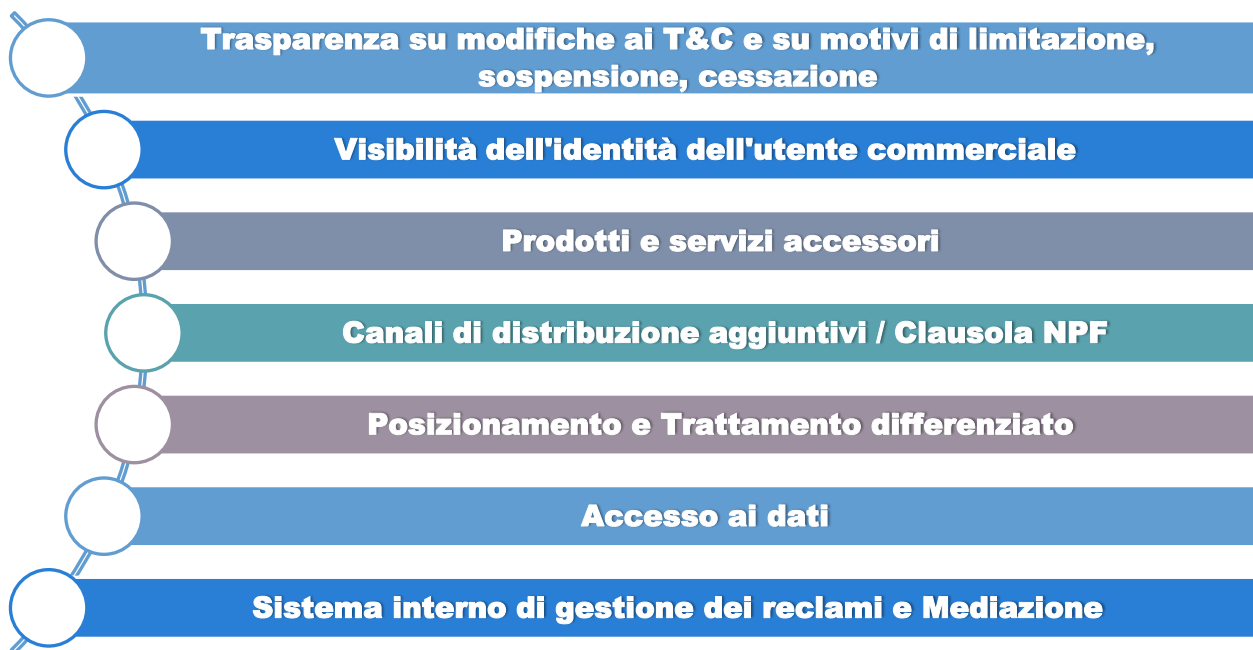 Trasparenza su modifiche ai T&C e su motivi di limitazione,
sospensione, cessazione
Visibilità dell'identità dell'utente commerciale
Prodotti e servizi accessori
Canali di distribuzione aggiuntivi / Clausola NPF
Posizionamento e Trattamento differenziato
Accesso ai dati
Sistema interno di gestione dei reclami e Mediazione